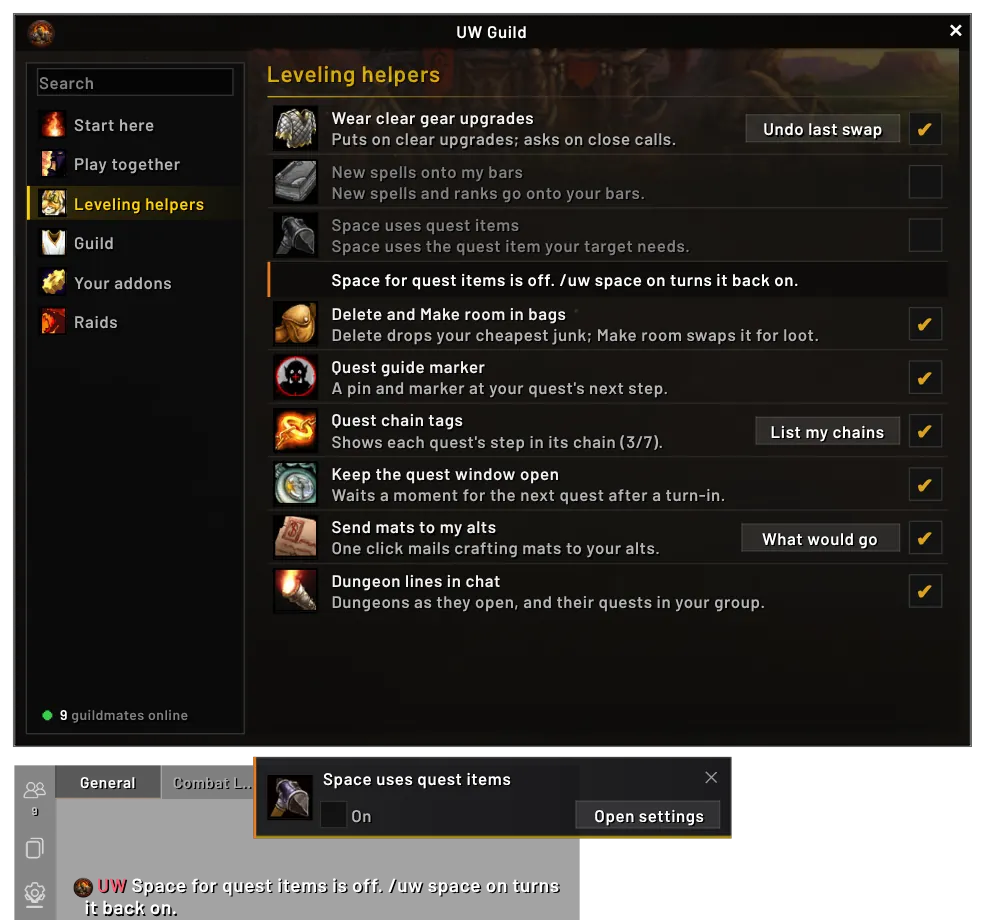 UW Guild
Search
Start here
Play together
Leveling helpers
Guild
Your addons
Raids
9 guildmates online
Leveling helpers
Wear clear gear upgrades
Puts on clear upgrades; asks on close calls.
Undo last swap
New spells onto my bars
New spells and ranks go onto your bars.
Space uses quest items
Space uses the quest item your target needs.
Space for quest items is off. /uw space on turns it back on.
Delete and Make room in bags
Delete drops your cheapest junk; Make room swaps it for loot.
Quest guide marker
A pin and marker at your quest's next step.
Quest chain tags
Shows each quest's step in its chain (3/7).
List my chains
Keep the quest window open
Waits a moment for the next quest after a turn-in.
Send mats to my alts
One click mails crafting mats to your alts.
What would go
Dungeon lines in chat
Dungeons as they open, and their quests in your group.
9
General
Combat L...
Space uses quest items
On
Open settings
UW Space for quest items is off. /uw space on turns
it back on.